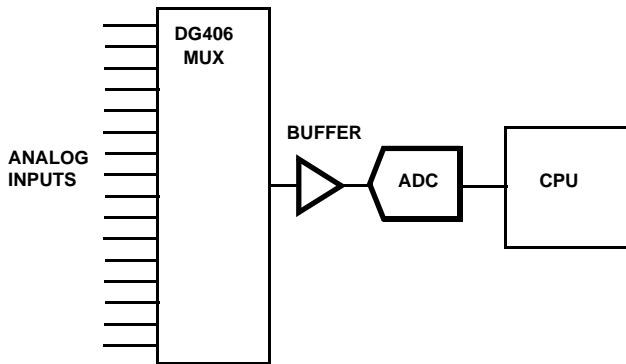 DG406
MUX
BUFFER
ANALOG
INPUTS
ADC
CPU